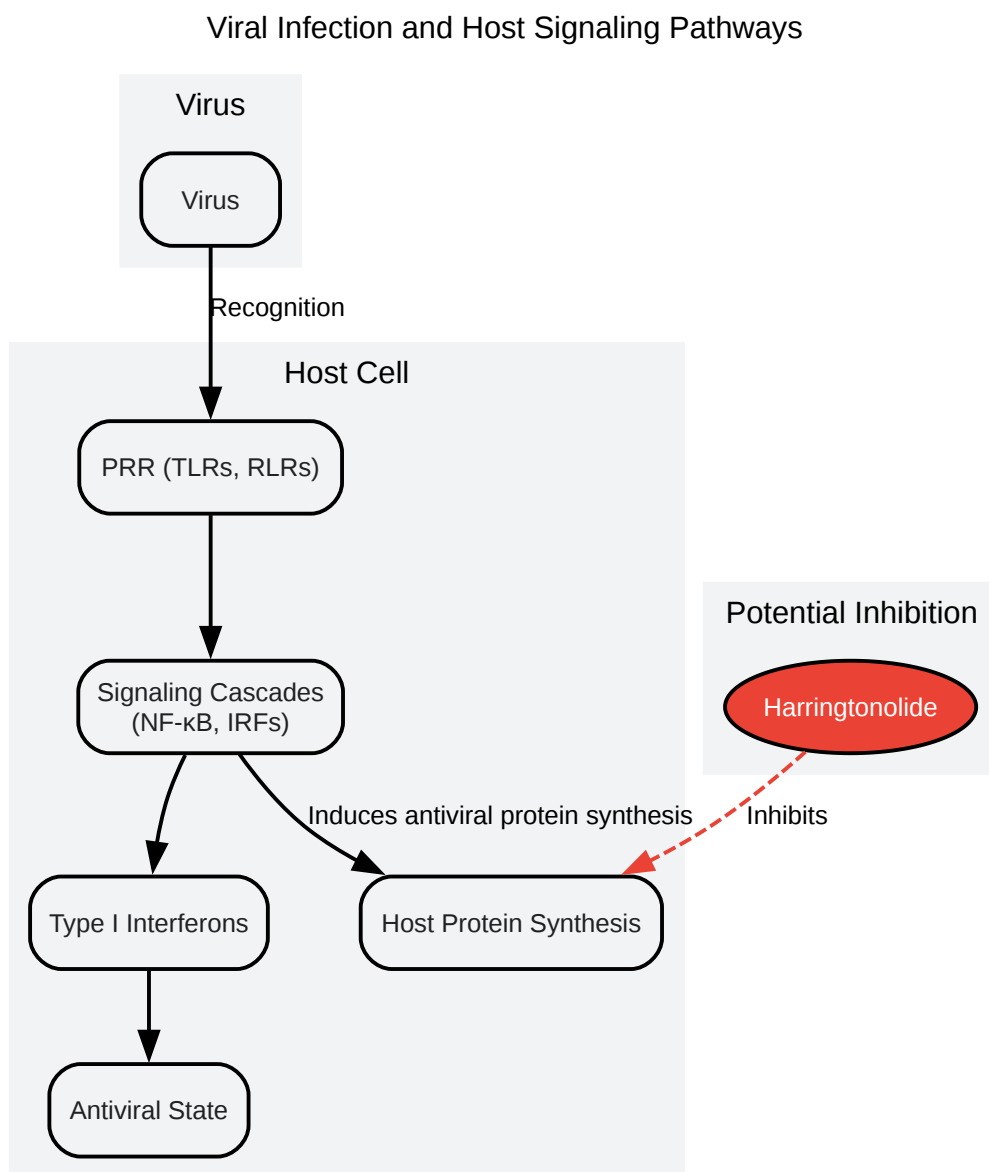 Viral Infection and Host Signaling Pathways
Virus
Virus
Recognition
Host Cell
PRR (TLRs, RLRs)
Signaling Cascades
(NF-κB, IRFs)
Potential Inhibition
Harringtonolide
Induces antiviral protein synthesis
Inhibits
Type I Interferons
Host Protein Synthesis
Antiviral State